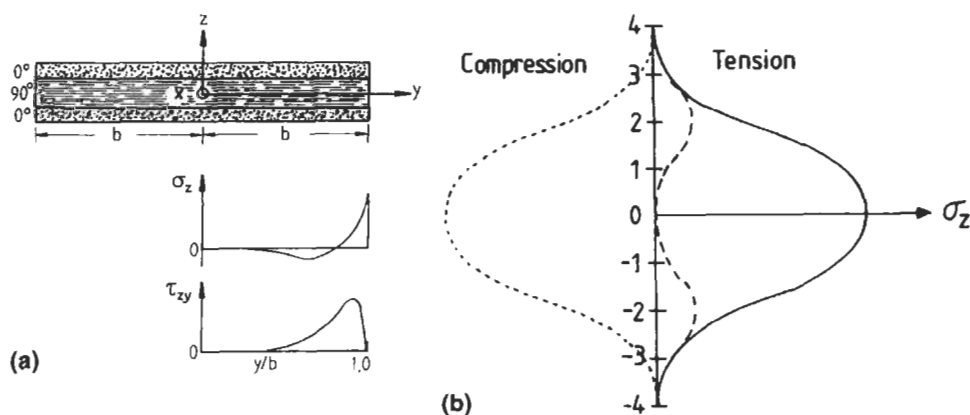 z
0°
90°
0°
x
y
b b
σz
0
τzy
0
y/b 1,0
(a)
4
Compression Tension
3
2
1
0
σz
-1
-2
-3
-4
(b)